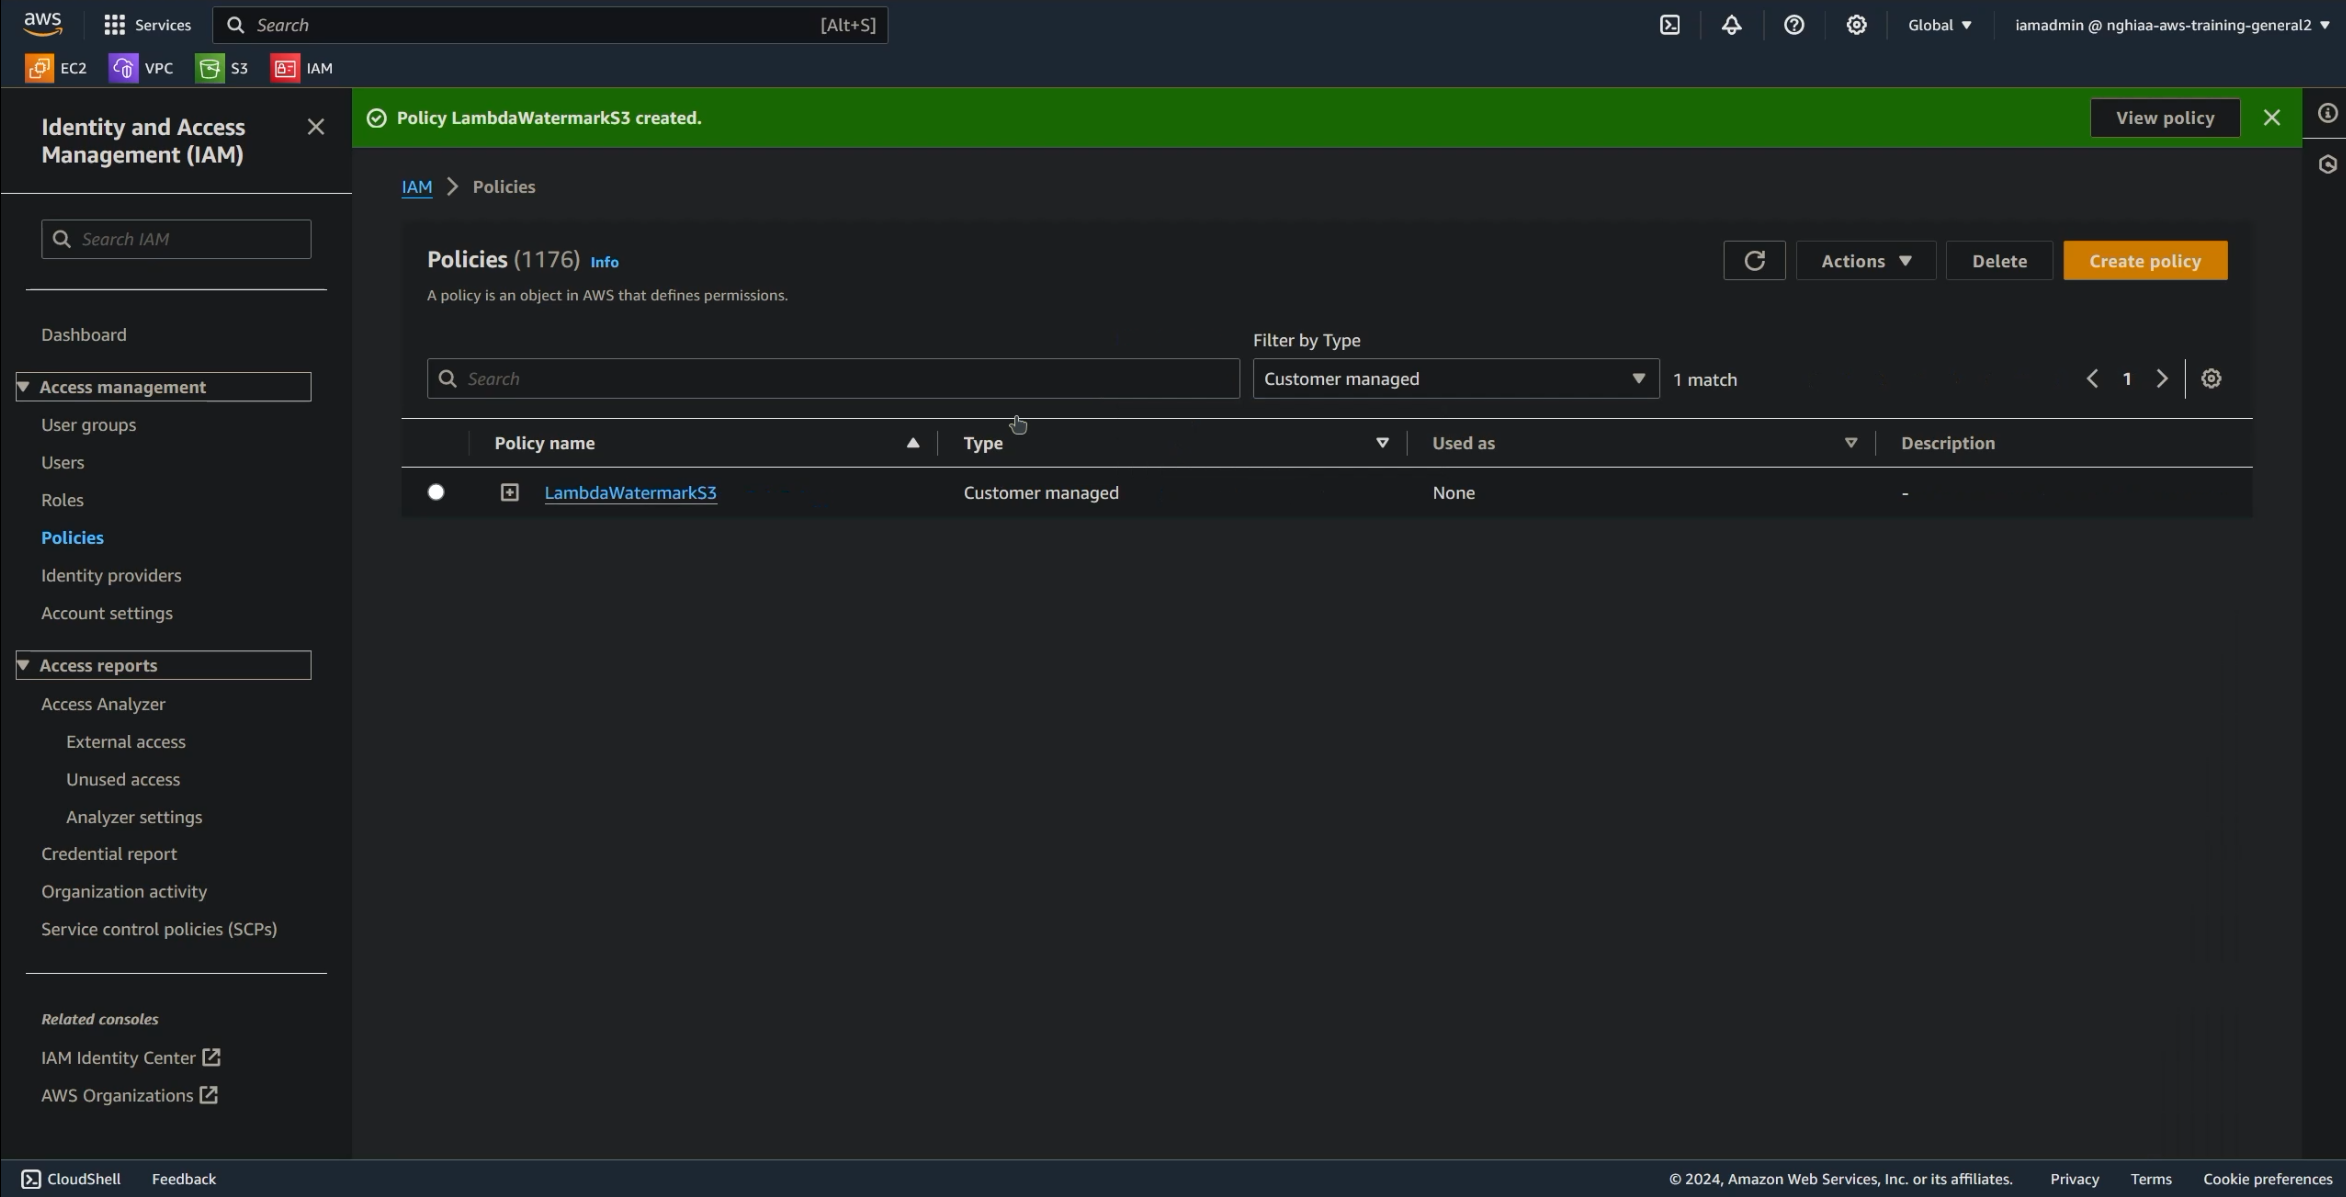 aws
Services
Search
[Alt+S]
Global
iamadmin @ nghiaa-aws-training-general2
EC2
VPC
S3
IAM
Identity and Access
Management (IAM)
Search IAM
Dashboard
Access management
User groups
Users
Roles
Policies
Identity providers
Account settings
Access reports
Access Analyzer
External access
Unused access
Analyzer settings
Credential report
Organization activity
Service control policies (SCPs)
Related consoles
IAM Identity Center
AWS Organizations
Policy LambdaWatermarkS3 created.
View policy
IAM
Policies
Policies (1176) Info
A policy is an object in AWS that defines permissions.
Actions
Delete
Create policy
Filter by Type
Search
Customer managed
1 match
1
Policy name
Type
Used as
Description
LambdaWatermarkS3
Customer managed
None
-
CloudShell
Feedback
© 2024, Amazon Web Services, Inc. or its affiliates.
Privacy
Terms
Cookie preferences